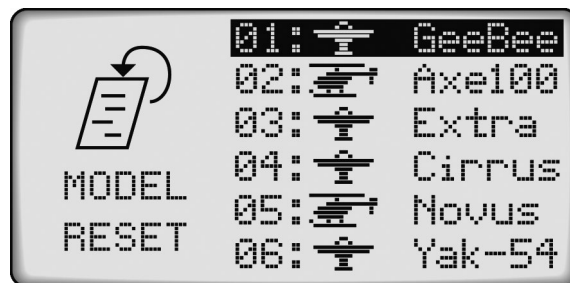 MODEL
RESET
01: GeeBee
02: Axe100
03: Extra
04: Cirrus
05: Novus
06: Yak-54